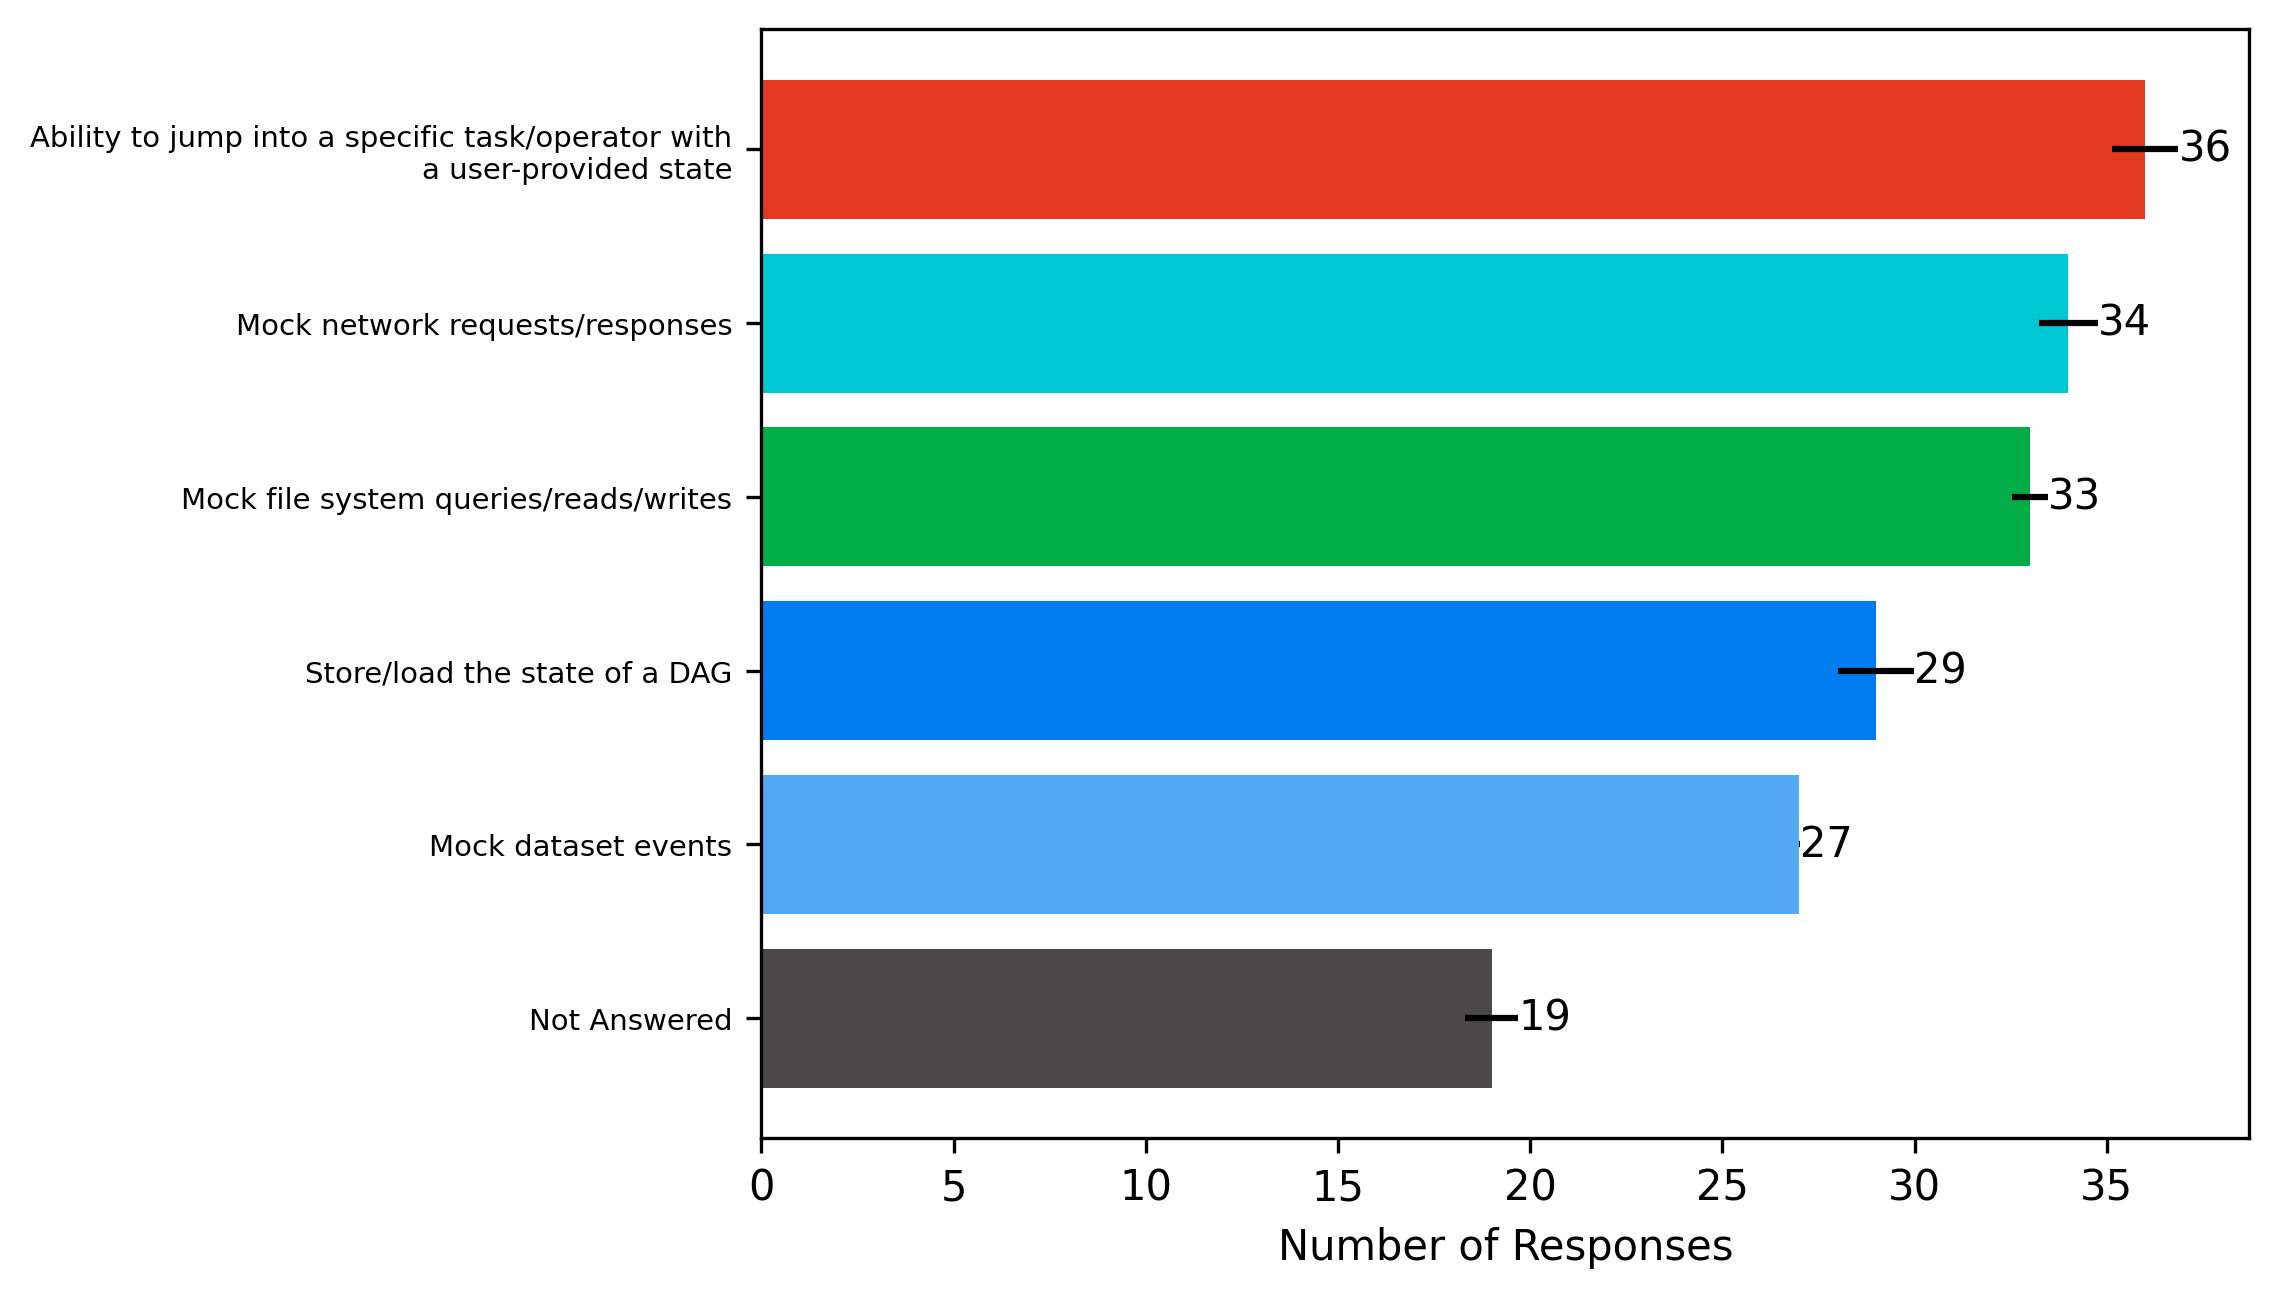 Ability to jump into a specific task/operator with
a user-provided state
36
Mock network requests/responses
34
Mock file system queries/reads/writes
33
Store/load the state of a DAG
29
Mock dataset events
27
Not Answered
19
0 5 10 15 20 25 30 35
Number of Responses